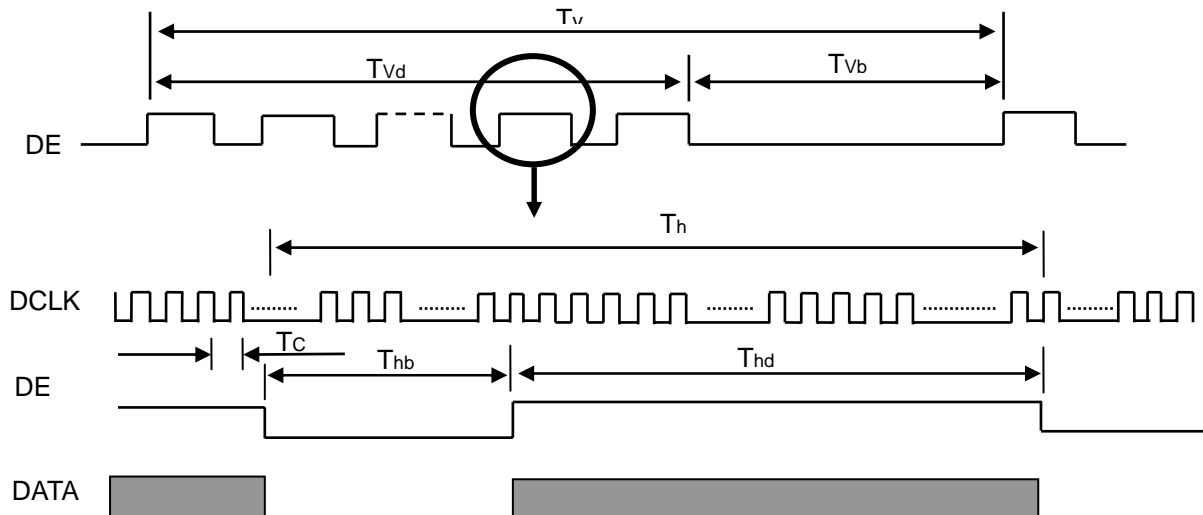 Tv
TVd
TVb
DE
Th
DCLK
TC
Thb
Thd
DE
DATA